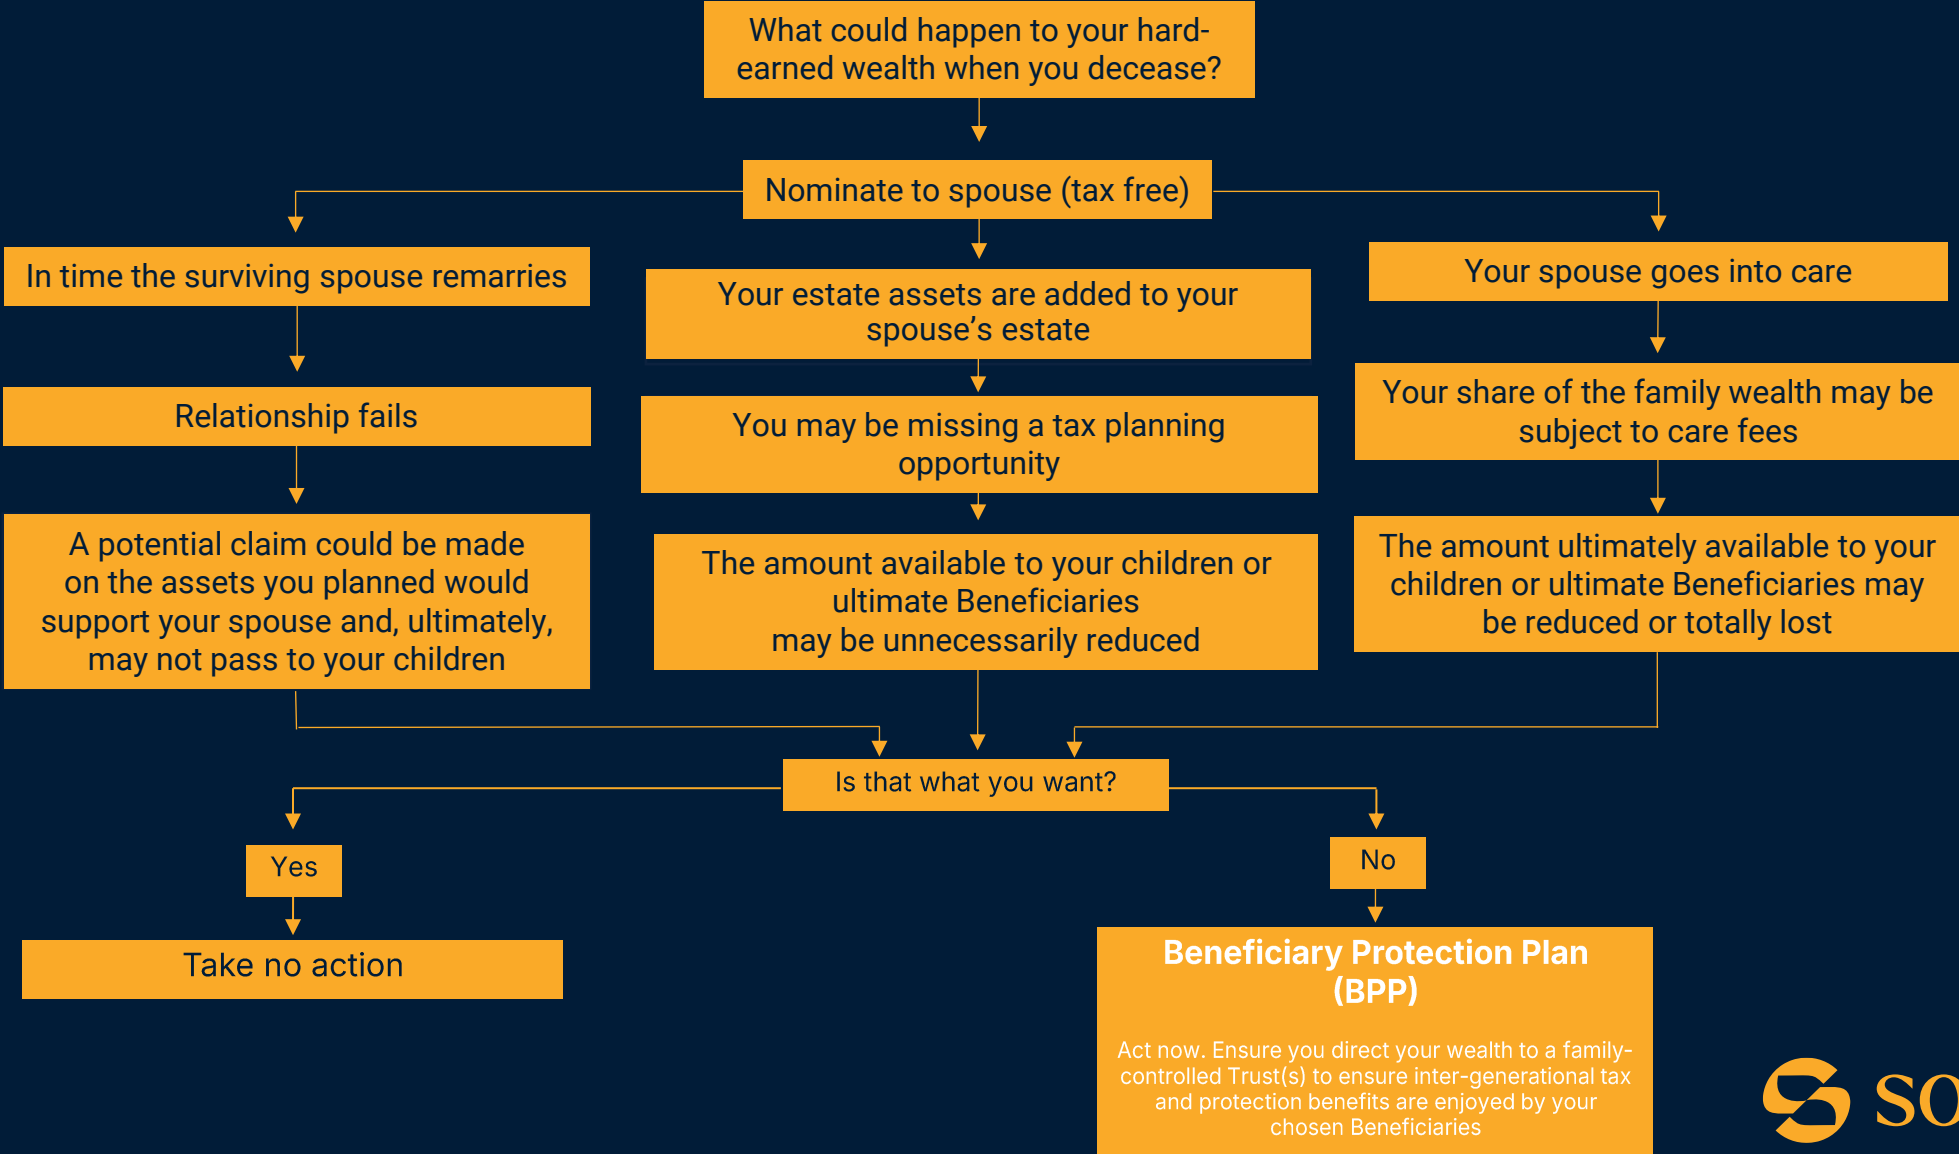 What could happen to your hard-
earned wealth when you decease?
Nominate to spouse (tax free)
In time the surviving spouse remarries
Relationship fails
A potential claim could be made
on the assets you planned would
support your spouse and, ultimately,
may not pass to your children
Your estate assets are added to your
spouse’s estate
You may be missing a tax planning
opportunity
The amount available to your children or
ultimate Beneficiaries
may be unnecessarily reduced
Your spouse goes into care
Your share of the family wealth may be
subject to care fees
The amount ultimately available to your
children or ultimate Beneficiaries may
be reduced or totally lost
Is that what you want?
Yes
Take no action
No
Beneficiary Protection Plan
(BPP)
Act now. Ensure you direct your wealth to a family-
controlled Trust(s) to ensure inter-generational tax
and protection benefits are enjoyed by your
chosen Beneficiaries